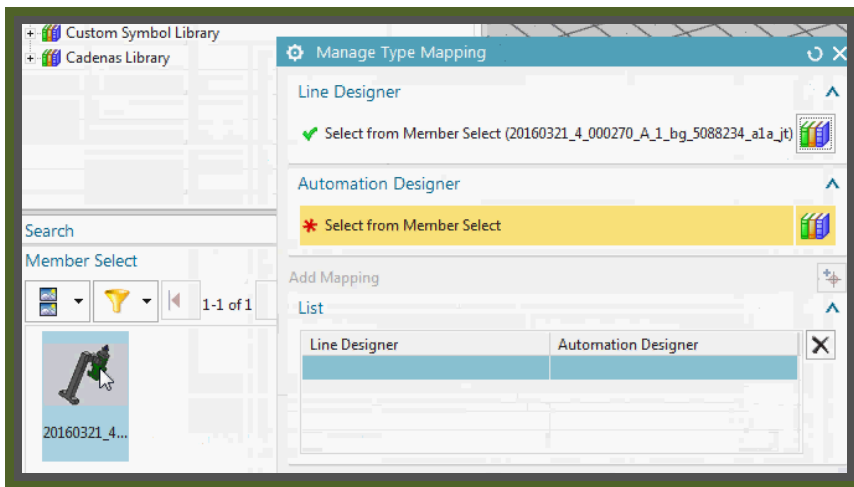 Custom Symbol Library
Cadenas Library
Search
Member Select
1-1 of 1
20160321_4...
Manage Type Mapping
Line Designer
Select from Member Select (20160321_4_000270_A_1_bg_5088234_a1a_jt)
Automation Designer
* Select from Member Select
Add Mapping
List
Line Designer Automation Designer